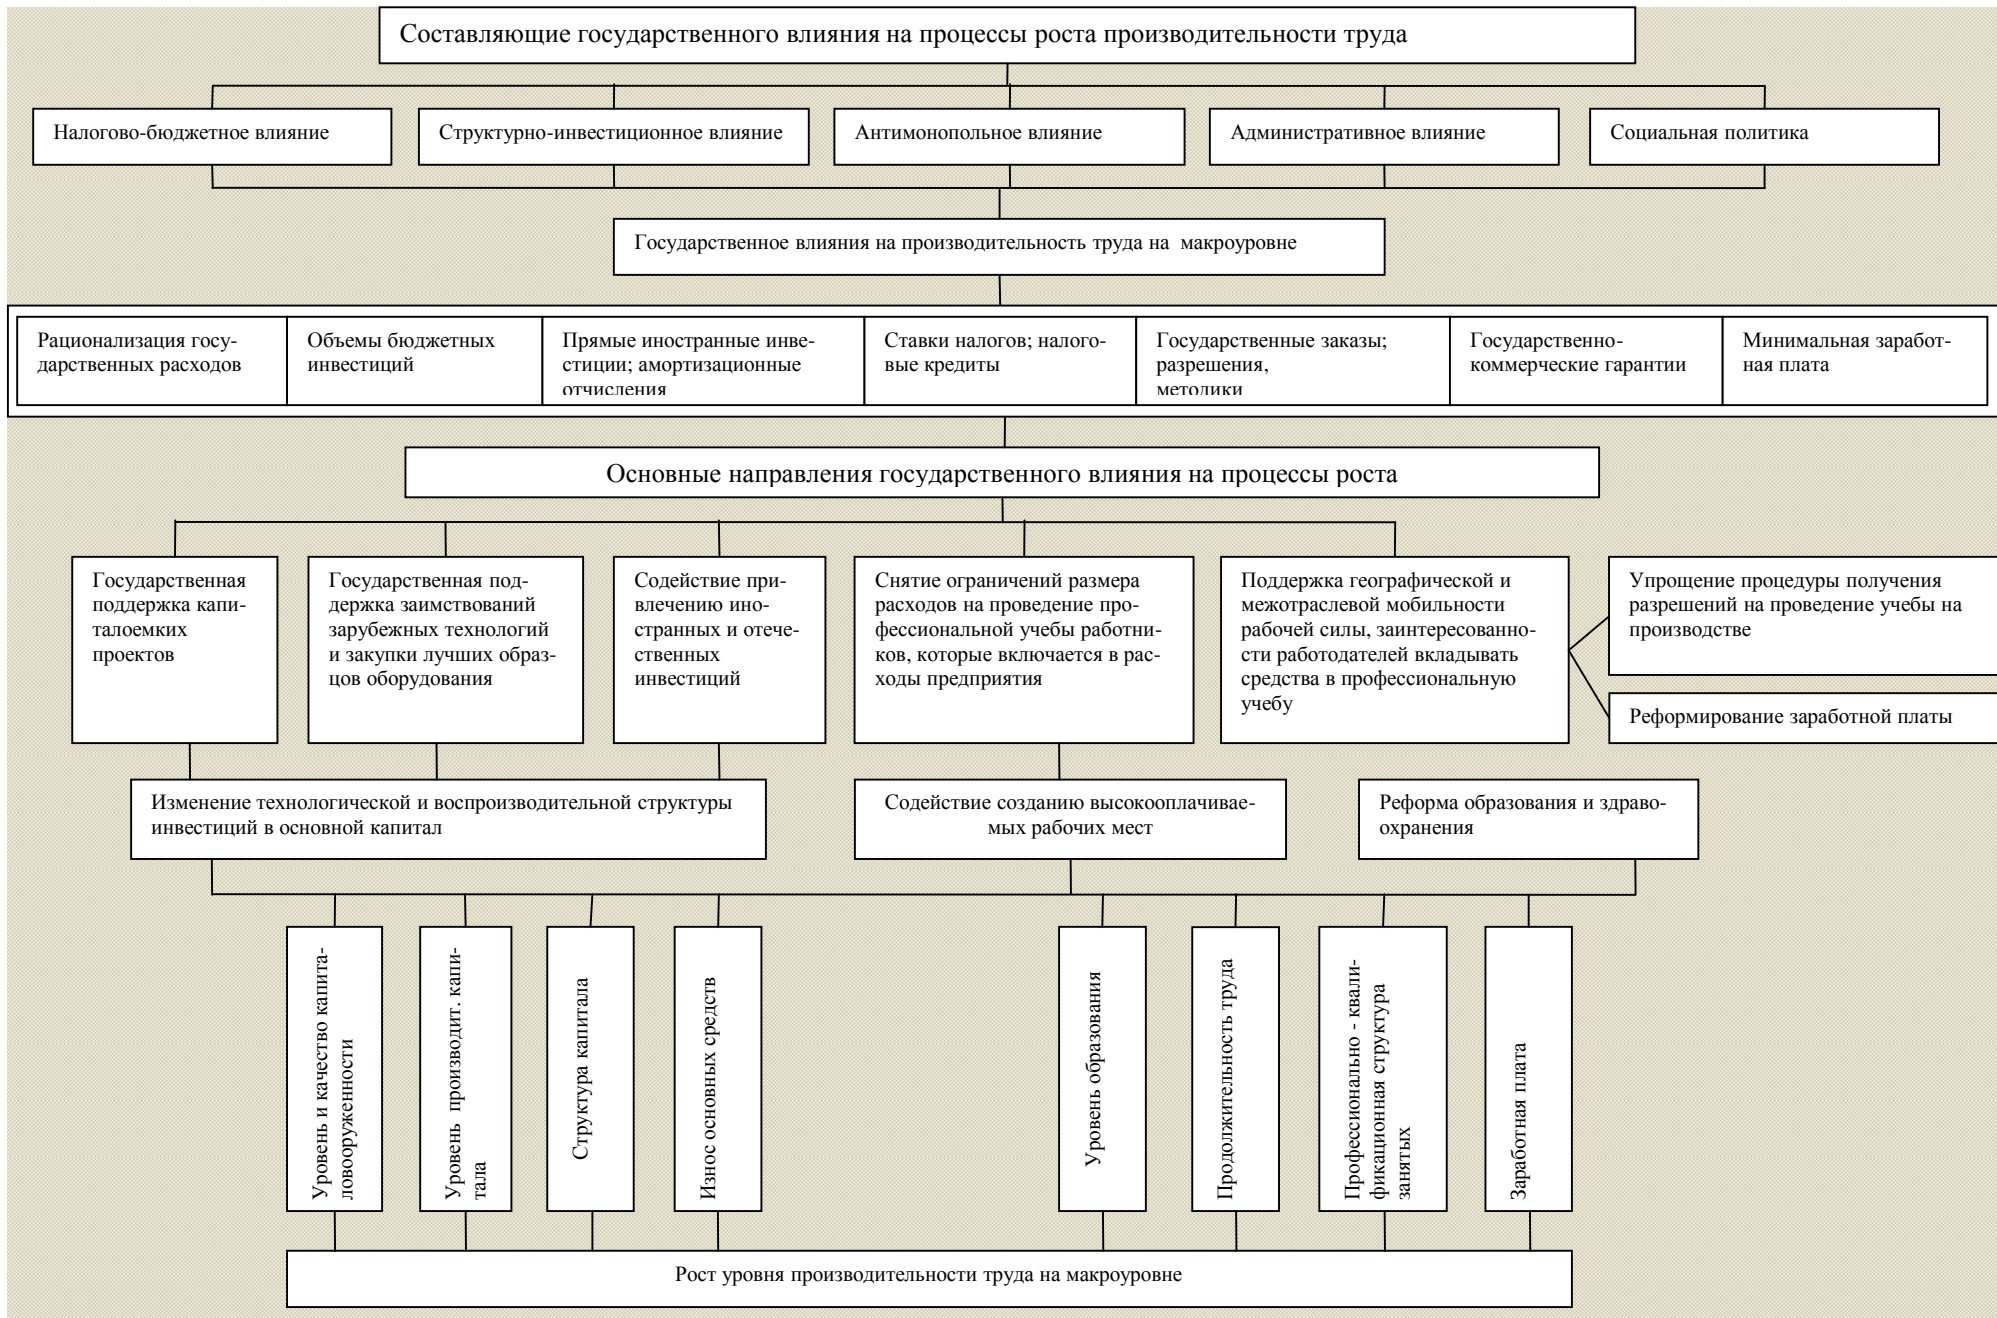 Составляющие государственного влияния на процессы роста производительности труда
Налогово-бюджетное влияние
Структурно-инвестиционное влияние
Антимонопольное влияние
Административное влияние
Социальная политика
Государственное влияния на производительность труда на макроуровне
Рационализация госу-
дарственных расходов
Объемы бюджетных
инвестиций
Прямые иностранные инве-
стиции; амортизационные
отчисления
Ставки налогов; налого-
вые кредиты
Государственные заказы;
разрешения,
методики
Государственно-
коммерческие гарантии
Минимальная заработ-
ная плата
Основные направления государственного влияния на процессы роста
Государственная
поддержка капи-
талоемких
проектов
Государственная под-
держка заимствований
зарубежных технологий
и закупки лучших образ-
цов оборудования
Содействие при-
влечению ино-
странных и отече-
ственных
инвестиций
Снятие ограничений размера
расходов на проведение про-
фессиональной учебы работни-
ков, которые включается в рас-
ходы предприятия
Поддержка географической и
межотраслевой мобильности
рабочей силы, заинтересованно-
сти работодателей вкладывать
средства в профессиональную
учебу
Упрощение процедуры получения
разрешений на проведение учебы на
производстве
Реформирование заработной платы
Изменение технологической и воспроизводительной структуры
инвестиций в основной капитал
Содействие созданию высокооплачивае-
мых рабочих мест
Реформа образования и здраво-
охранения
Уровень и качество капита-
ловооруженности
Уровень производит. капи-
тала
Структура капитала
Износ основных средств
Уровень образования
Продолжительность труда
Профессионально - квали-
фикационная структура
занятых
Заработная плата
Рост уровня производительности труда на макроуровне